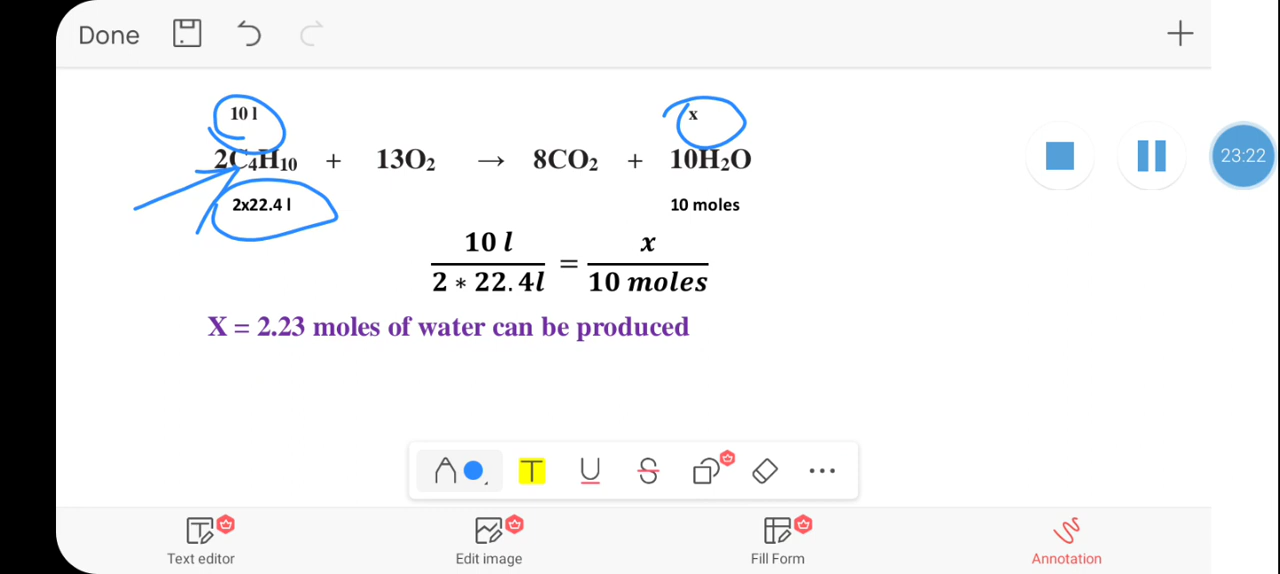 Done
10 l x
2C₄H₁₀ + 13O₂ → 8CO₂ + 10H₂O
23:22
2x22.4 l 10 moles
10 l / 2 * 22.4l = x / 10 moles
X = 2.23 moles of water can be produced
T U S
Text editor Edit image Fill Form Annotation